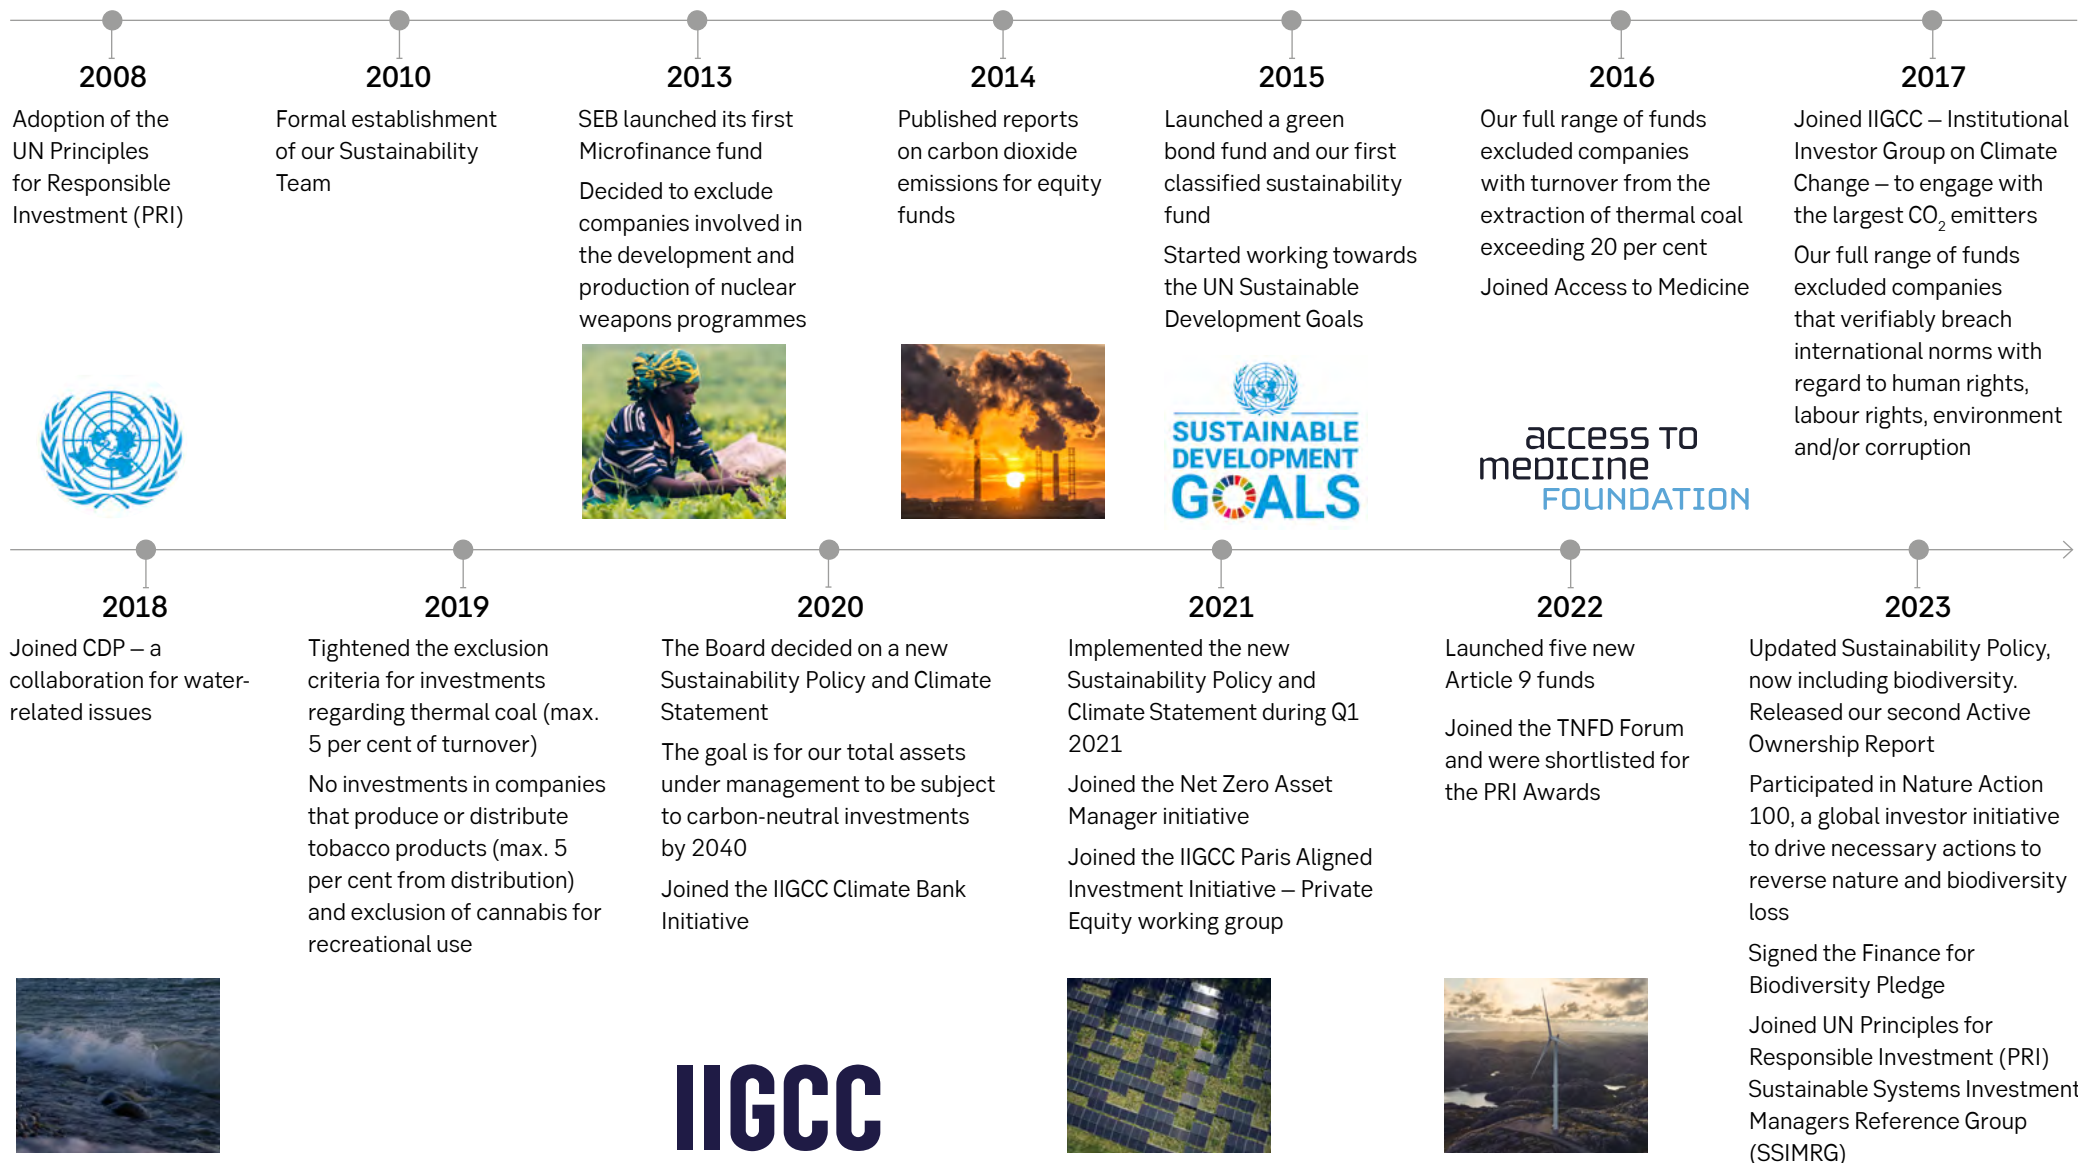 2008
Adoption of the
UN Principles
for Responsible
Investment (PRI)
2010
Formal establishment
of our Sustainability
Team
2013
SEB launched its first
Microfinance fund
Decided to exclude
companies involved in
the development and
production of nuclear
weapons programmes
2014
Published reports
on carbon dioxide
emissions for equity
funds
2015
Launched a green
bond fund and our first
classified sustainability
fund
Started working towards
the UN Sustainable
Development Goals
SUSTAINABLE
DEVELOPMENT
GOALS
2016
Our full range of funds
excluded companies
with turnover from the
extraction of thermal coal
exceeding 20 per cent
Joined Access to Medicine
access to
medicine
FOUNDATION
2017
Joined IIGCC – Institutional
Investor Group on Climate
Change – to engage with
the largest CO₂ emitters
Our full range of funds
excluded companies
that verifiably breach
international norms with
regard to human rights,
labour rights, environment
and/or corruption
2018
Joined CDP – a
collaboration for water-
related issues
2019
Tightened the exclusion
criteria for investments
regarding thermal coal (max.
5 per cent of turnover)
No investments in companies
that produce or distribute
tobacco products (max. 5
per cent from distribution)
and exclusion of cannabis for
recreational use
2020
The Board decided on a new
Sustainability Policy and Climate
Statement
The goal is for our total assets
under management to be subject
to carbon-neutral investments
by 2040
Joined the IIGCC Climate Bank
Initiative
IIGCC
2021
Implemented the new
Sustainability Policy and
Climate Statement during Q1
2021
Joined the Net Zero Asset
Manager initiative
Joined the IIGCC Paris Aligned
Investment Initiative – Private
Equity working group
2022
Launched five new
Article 9 funds
Joined the TNFD Forum
and were shortlisted for
the PRI Awards
2023
Updated Sustainability Policy,
now including biodiversity.
Released our second Active
Ownership Report
Participated in Nature Action
100, a global investor initiative
to drive necessary actions to
reverse nature and biodiversity
loss
Signed the Finance for
Biodiversity Pledge
Joined UN Principles for
Responsible Investment (PRI)
Sustainable Systems Investment
Managers Reference Group
(SSIMRG)